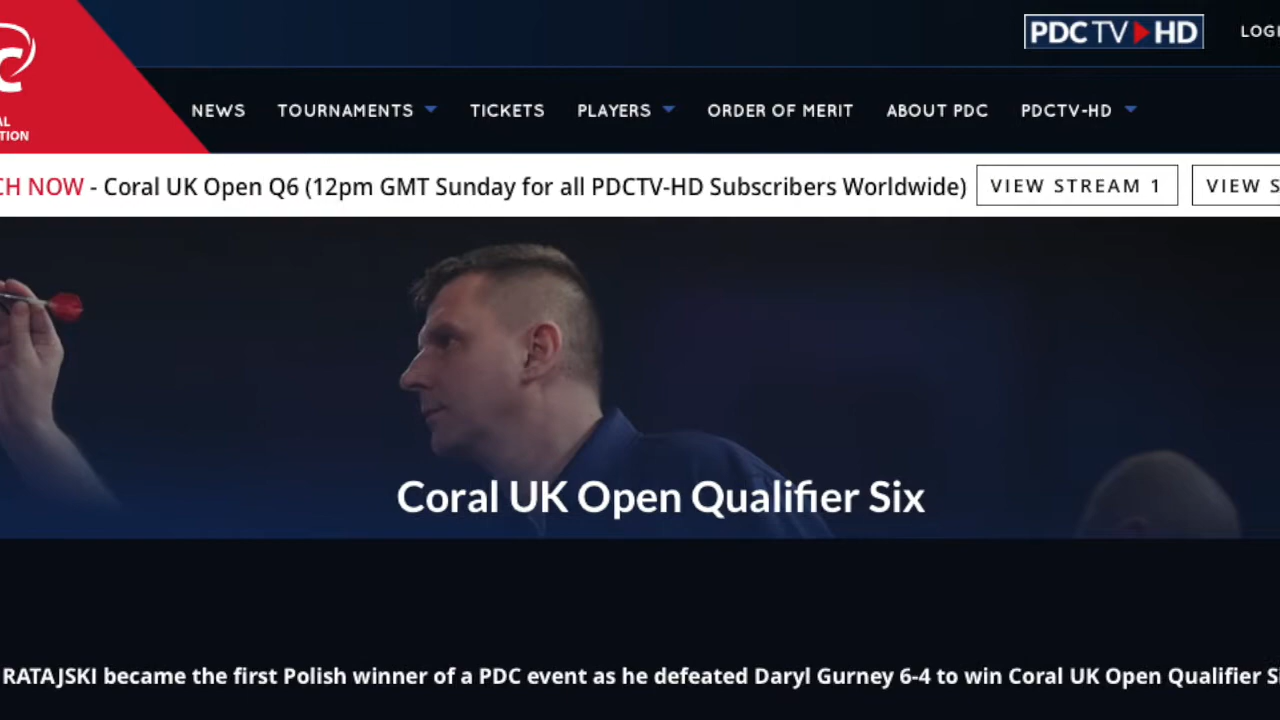 PDCTV HD
LOGI
C
AL
TION
NEWS TOURNAMENTS TICKETS PLAYERS ORDER OF MERIT ABOUT PDC PDCTV-HD
CH NOW - Coral UK Open Q6 (12pm GMT Sunday for all PDCTV-HD Subscribers Worldwide) VIEW STREAM 1 VIEW S
Coral UK Open Qualifier Six
RATAJSKI became the first Polish winner of a PDC event as he defeated Daryl Gurney 6-4 to win Coral UK Open Qualifier Si